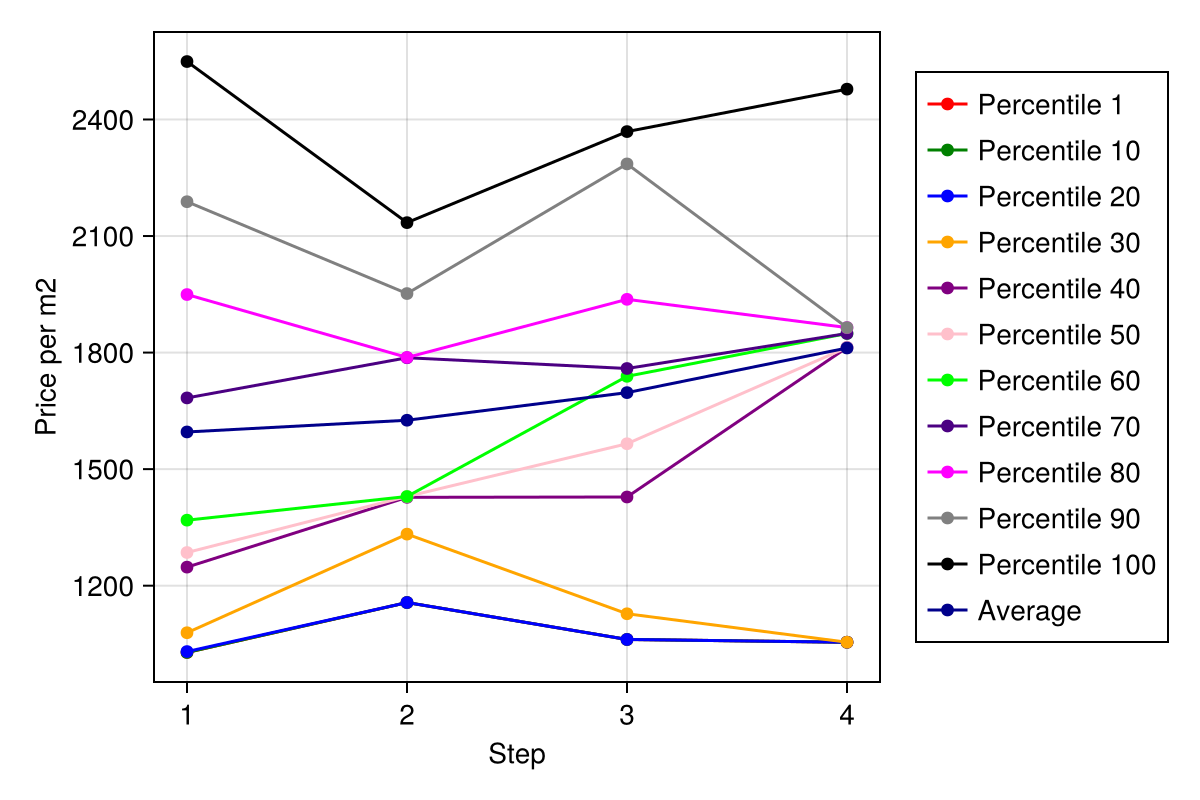 2400
2100
1800
1500
1200
Price per m2
1
2
3
4
Step
Percentile 1
Percentile 10
Percentile 20
Percentile 30
Percentile 40
Percentile 50
Percentile 60
Percentile 70
Percentile 80
Percentile 90
Percentile 100
Average